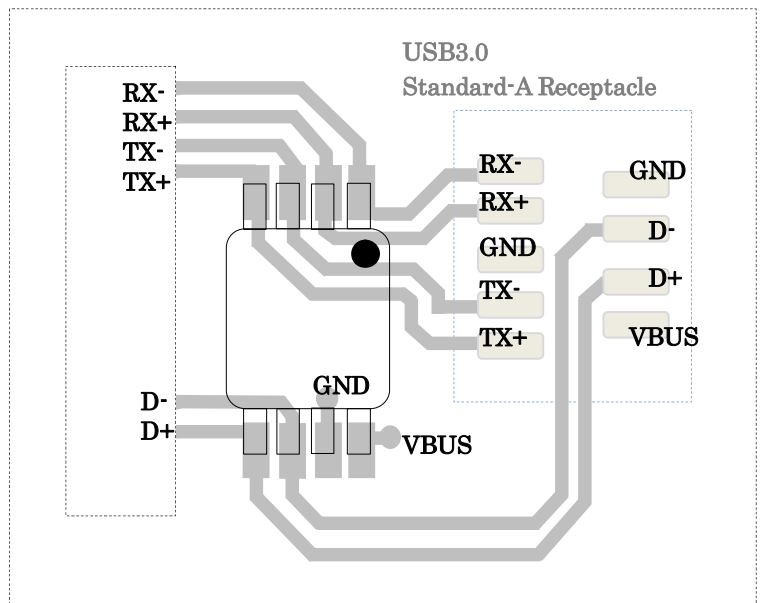 USB3.0
Standard-A Receptacle
RX-
RX+
TX-
TX+
RX-
RX+
GND
TX-
TX+
GND
D-
D+
VBUS
GND
D-
D+
VBUS